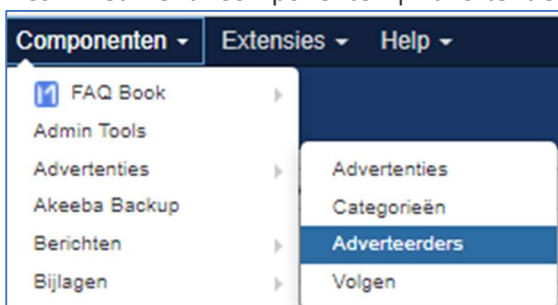 Componenten Extensies Help
FAQ Book
Admin Tools
Advertenties
Akeeba Backup
Berichten
Bijlagen
Advertenties
Categorieën
Adverteerders
Volgen